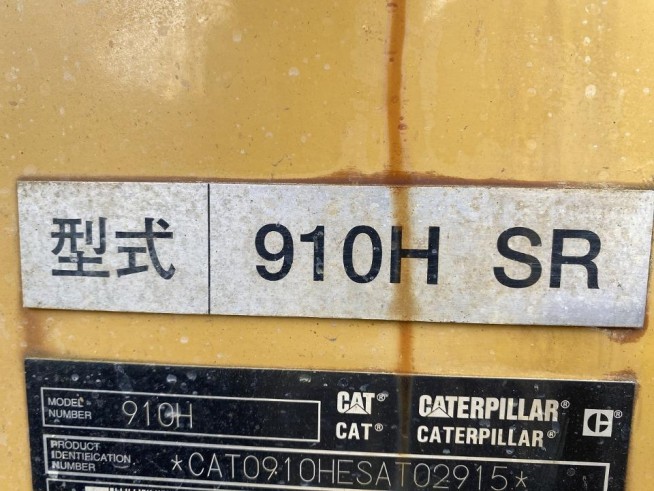 型式 910H SR
MODEL NUMBER 910H CAT® CATERPILLAR® C®
CAT® CATERPILLAR®
PRODUCT IDENTIFICATION NUMBER *CAT0910HESAT02915*